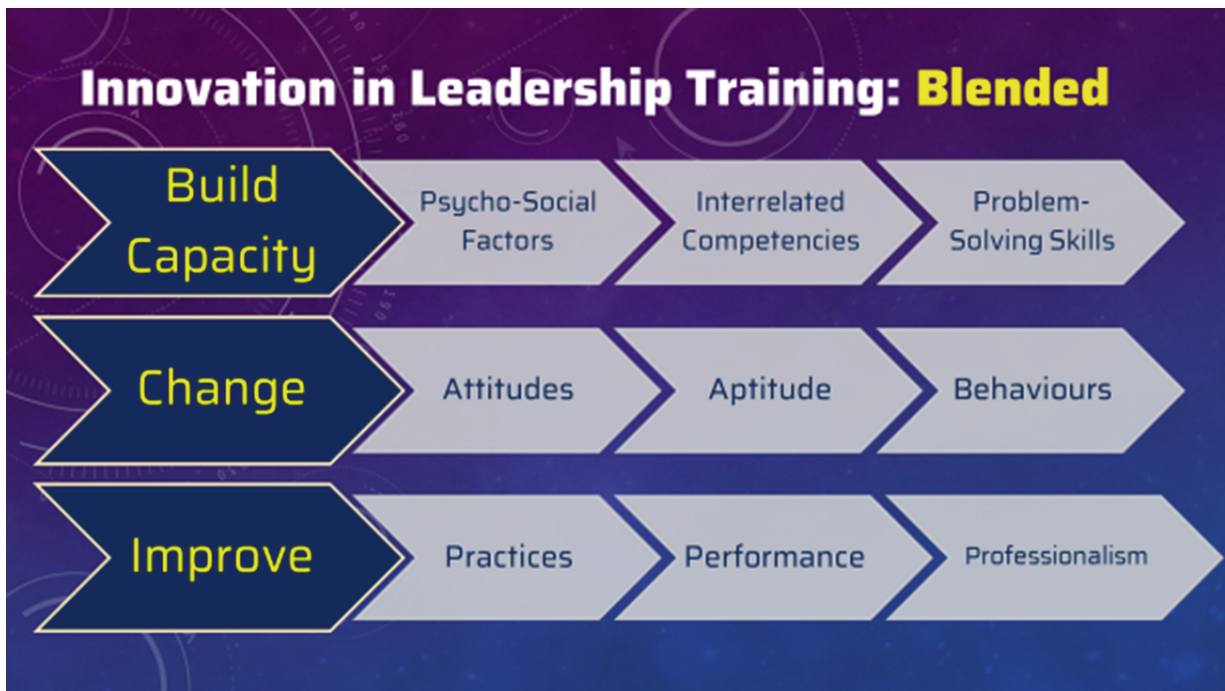 Innovation in Leadership Training: Blended
Build
Capacity
Psycho-Social
Factors
Interrelated
Competencies
Problem-
Solving Skills
Change
Attitudes
Aptitude
Behaviours
Improve
Practices
Performance
Professionalism
190